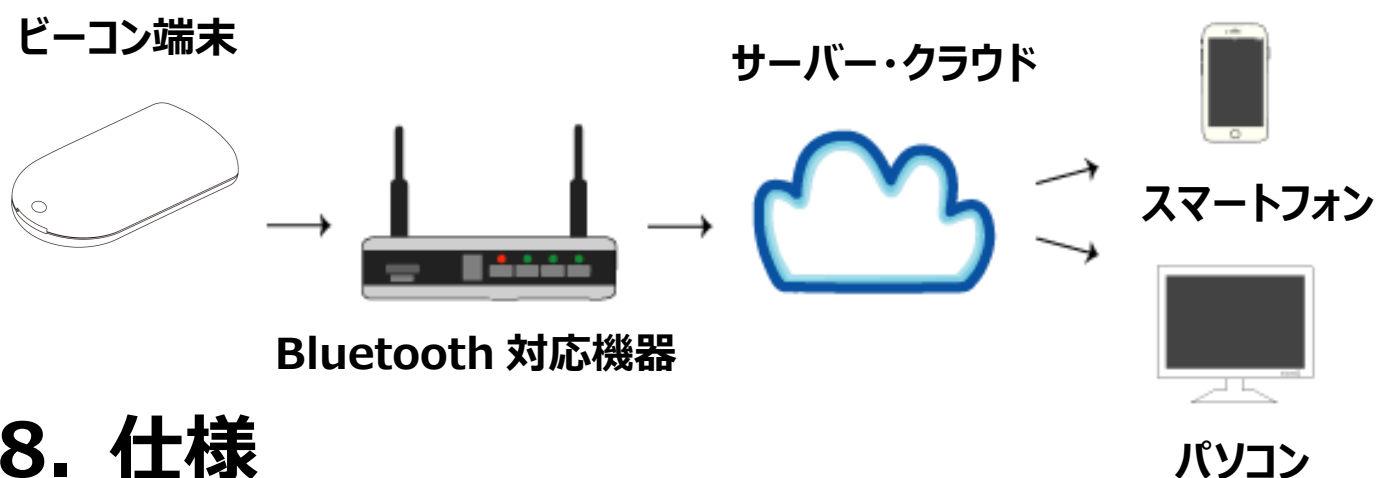 ビーコン端末
サーバー・クラウド
スマートフォン
Bluetooth 対応機器
パソコン
8. 仕様